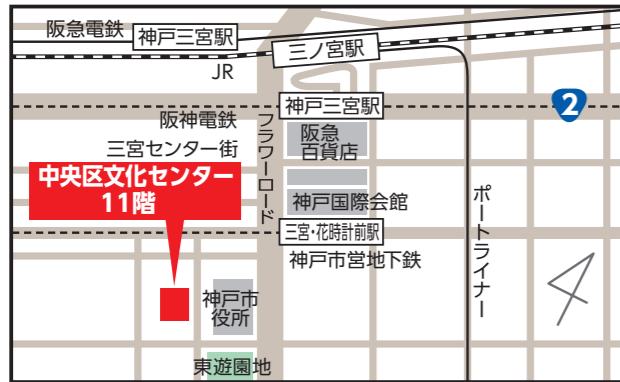 阪急電鉄
神戸三宮駅
三ノ宮駅
JR
神戸三宮駅
2
阪神電鉄
フラワーロード
阪急
百貨店
三宮センター街
中央区文化センター
11階
神戸国際会館
ポートライナー
三宮・花時計前駅
神戸市営地下鉄
神戸市
役所
東遊園地